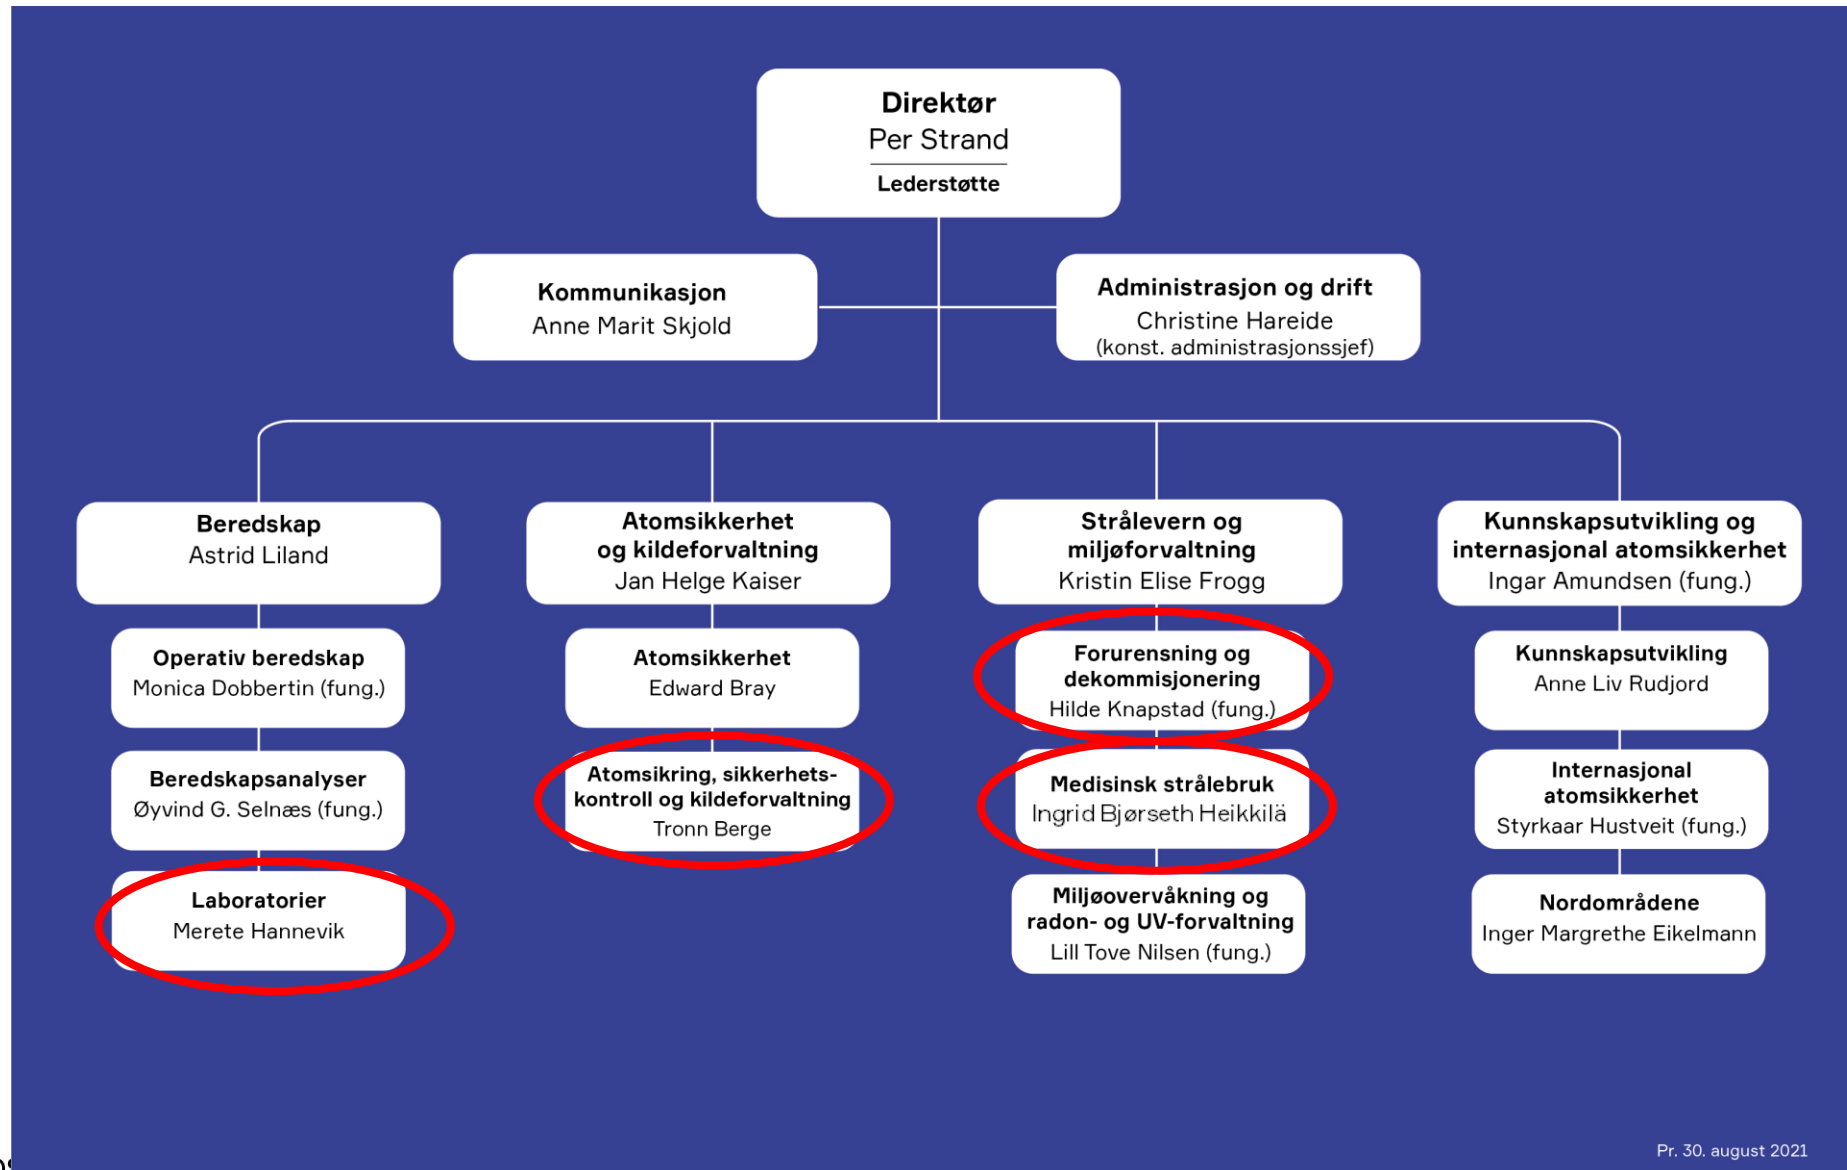 Direktør
Per Strand
Lederstøtte
Kommunikasjon
Anne Marit Skjold
Administrasjon og drift
Christine Hareide
(konst. administrasjonssjef)
Beredskap
Astrid Liland
Operativ beredskap
Monica Dobbertin (fung.)
Beredskapsanalyser
Øyvind G. Selnæs (fung.)
Laboratorier
Merete Hannevik
Atomsikkerhet
og kildeforvaltning
Jan Helge Kaiser
Atomsikkerhet
Edward Bray
Atomsikring, sikkerhets-
kontroll og kildeforvaltning
Tronn Berge
Strålevern og
miljøforvaltning
Kristin Elise Frogg
Forurensning og
dekommisjonering
Hilde Knapstad (fung.)
Medisinsk strålebruk
Ingrid Bjørseth Heikkilä
Miljøovervåkning og
radon- og UV-forvaltning
Lill Tove Nilsen (fung.)
Kunnskapsutvikling og
internasjonal atomsikkerhet
Ingar Amundsen (fung.)
Kunnskapsutvikling
Anne Liv Rudjord
Internasjonal
atomsikkerhet
Styrkaar Hustveit (fung.)
Nordområdene
Inger Margrethe Eikelmann
Pr. 30. august 2021